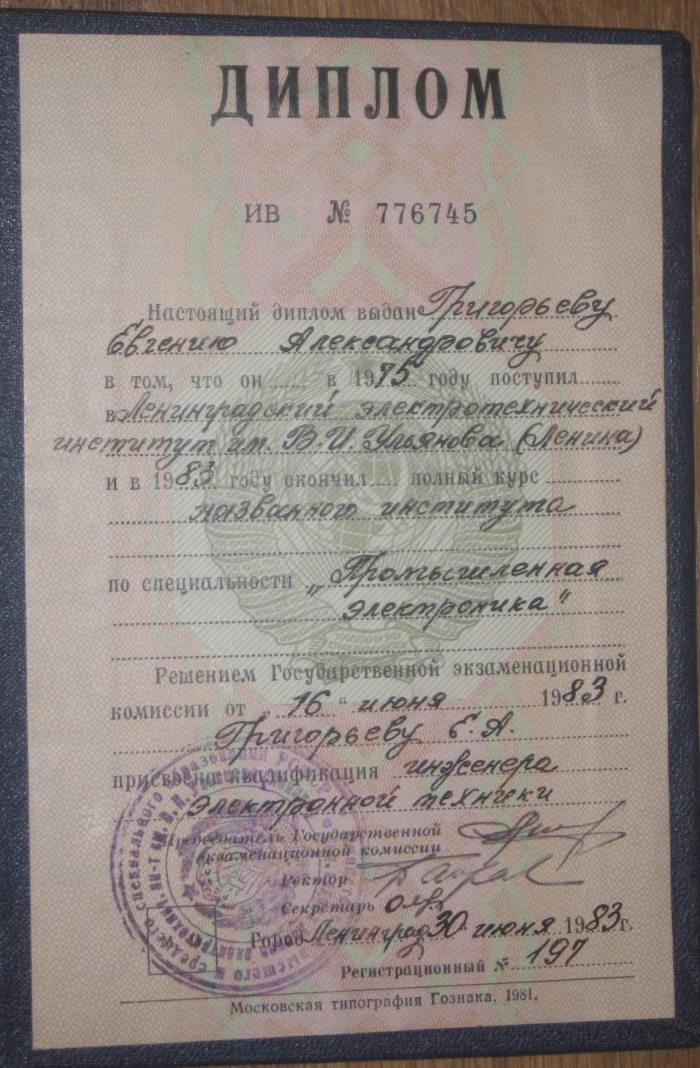 ДИПЛОМ
ИВ № 776745
Настоящий диплом выдан Григорьеву
Евгению Александровичу
в том, что он в 1975 году поступил
в Ленинградский электротехнический
институт им. В.И. Ульянова (Ленина)
и в 1983 году окончил полный курс
названного института
по специальности „Промышленная
электроника"
Решением Государственной экзаменационной
комиссии от „16" июня 1983 г.
Григорьеву Е.А.
присвоена квалификация инженера
электронной техники
Председатель Государственной
экзаменационной комиссии
Ректор
Секретарь
Город Ленинград 30 июня 1983г.
Регистрационный № 197
Московская типография Гознака, 1981.